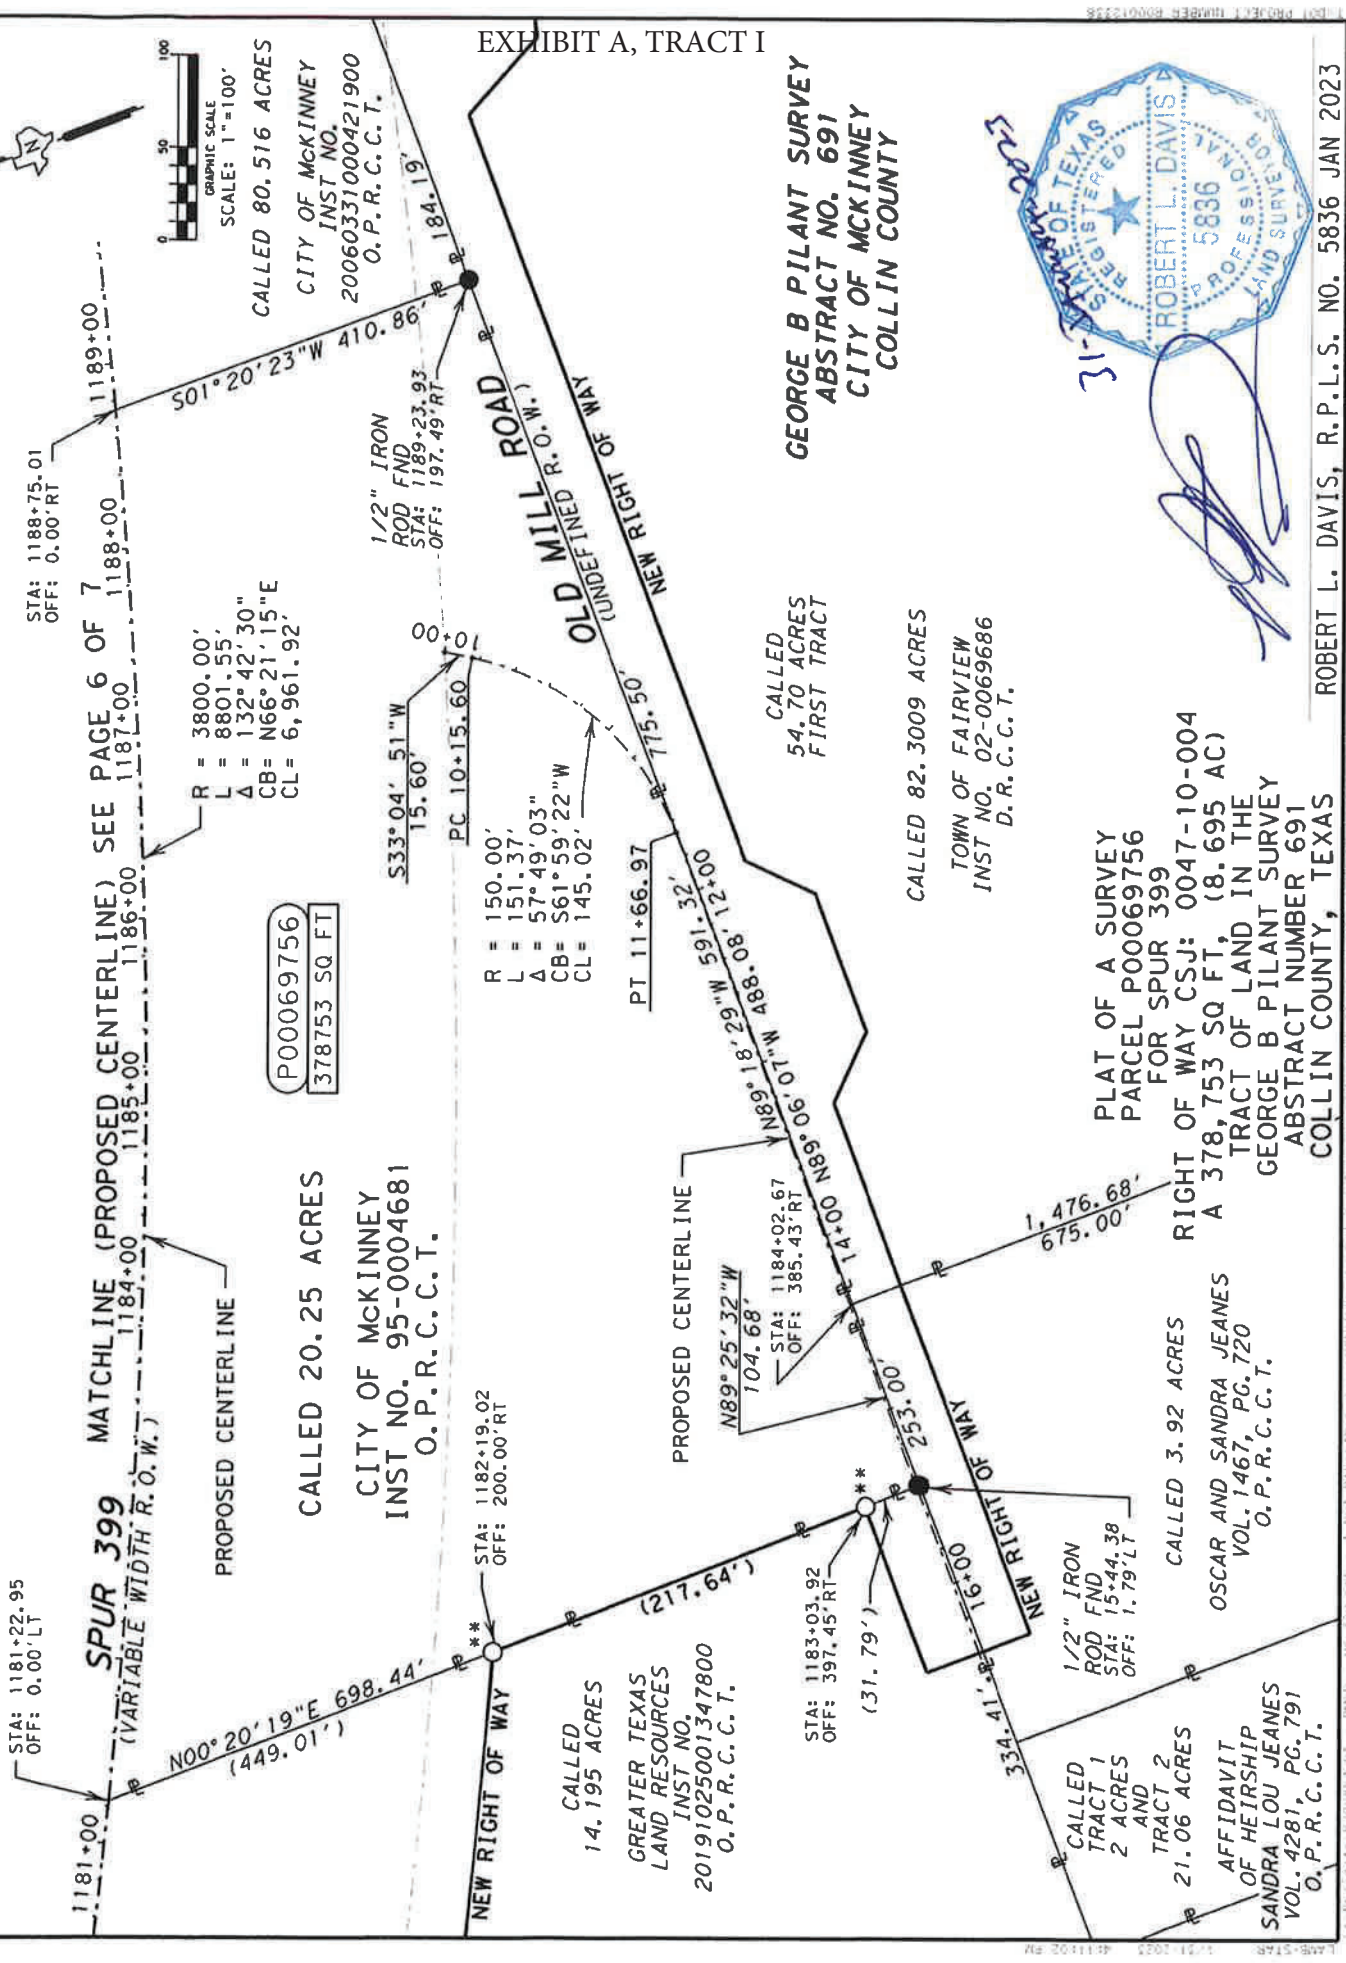 EXHIBIT A, TRACT I
SPUR 399
(VARIABLE WIDTH R.O.W.)
MATCHLINE (PROPOSED CENTERLINE) SEE PAGE 6 OF 7
STA: 1181+22.95
OFF: 0.00'LT
1181+00
1184+00
1185+00
1186+00
1187+00
1188+00
1189+00
STA: 1188+75.01
OFF: 0.00'RT
0
50
100
GRAPHIC SCALE
SCALE: 1"=100'
N
PROPOSED CENTERLINE
R = 3800.00'
L = 8801.55'
Δ = 132°42'30"
CB= N66°21'15"E
CL= 6,961.92'
S01°20'23"W 410.86'
CALLED 80.516 ACRES
CITY OF McKINNEY
INST NO.
20060331000421900
O.P.R.C.C.T.
184.19'
N00°20'19"E 698.44'
(449.01')
CALLED 20.25 ACRES
CITY OF McKINNEY
INST NO. 95-0004681
O.P.R.C.C.T.
P00069756
378753 SQ FT
1/2" IRON
ROD FND
STA: 1189+23.93
OFF: 197.49'RT
S33°04'51"W
15.60'
10+00
PC 10+15.60
R = 150.00'
L = 151.37'
Δ = 57°49'03"
CB= S61°59'22"W
CL= 145.02'
PT 11+66.97
OLD MILL ROAD
(UNDEFINED R.O.W.)
775.50'
NEW RIGHT OF WAY
**
STA: 1182+19.02
OFF: 200.00'RT
NEW RIGHT OF WAY
(217.64')
CALLED
14.195 ACRES
GREATER TEXAS
LAND RESOURCES
INST NO.
20191025001347800
O.P.R.C.C.T.
PROPOSED CENTERLINE
N89°18'29"W 591.32'
12+00
N89°06'07"W 488.08'
14+00
N89°25'32"W
104.68'
STA: 1184+02.67
OFF: 385.43'RT
253.00'
**
STA: 1183+03.92
OFF: 397.45'RT
(31.79')
16+00
NEW RIGHT OF WAY
334.41'
1/2" IRON
ROD FND
STA: 15+44.38
OFF: 1.79'LT
1,476.68'
675.00'
CALLED
54.70 ACRES
FIRST TRACT
CALLED 82.3009 ACRES
TOWN OF FAIRVIEW
INST NO. 02-0069686
D.R.C.C.T.
GEORGE B PILANT SURVEY
ABSTRACT NO. 691
CITY OF MCKINNEY
COLLIN COUNTY
CALLED
TRACT 1
2 ACRES
AND
TRACT 2
21.06 ACRES
AFFIDAVIT
OF HEIRSHIP
SANDRA LOU JEANES
VOL. 4281, PG. 791
O.P.R.C.C.T.
CALLED 3.92 ACRES
OSCAR AND SANDRA JEANES
VOL. 1467, PG. 720
O.P.R.C.C.T.
PLAT OF A SURVEY
PARCEL P00069756
FOR SPUR 399
RIGHT OF WAY CSJ: 0047-10-004
A 378,753 SQ FT, (8.695 AC)
TRACT OF LAND IN THE
GEORGE B PILANT SURVEY
ABSTRACT NUMBER 691
COLLIN COUNTY, TEXAS
STATE OF TEXAS
REGISTERED
ROBERT L. DAVIS
5836
PROFESSIONAL
LAND SURVEYOR
31-January 2023
ROBERT L. DAVIS, R.P.L.S. NO. 5836 JAN 2023
TxDOT PROJECT NUMBER R00012338
LAMB-STAR
1/31/2023